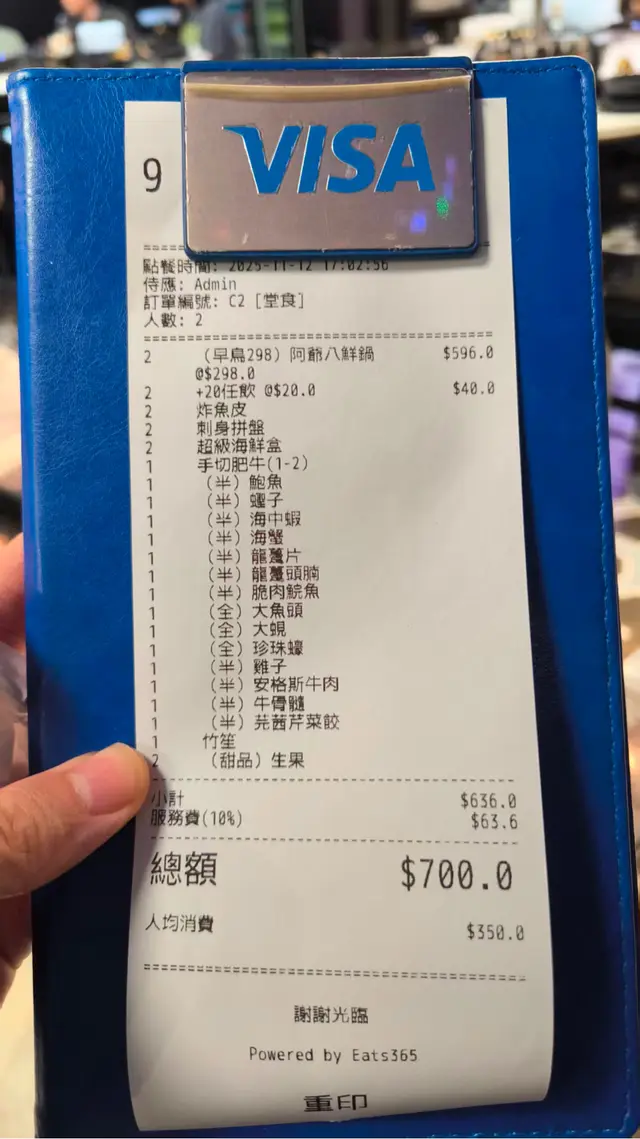 VISA
9
點餐時間: 2025-11-12 17:02:56
侍應: Admin
訂單編號: C2 [堂食]
人數: 2
2 （早鳥298）阿爺八鮮鍋 $596.0
@$298.0
2 +20任飲 @$20.0 $40.0
2 炸魚皮
2 刺身拼盤
2 超級海鮮盒
1 手切肥牛(1-2)
1 （半）鮑魚
1 （半）蟶子
1 （半）海中蝦
1 （半）海蟹
1 （半）龍躉片
1 （半）龍躉頭腩
1 （半）脆肉鯇魚
1 （全）大魚頭
1 （全）大蜆
1 （全）珍珠蠔
1 （半）雞子
1 （半）安格斯牛肉
1 （半）牛骨髓
1 （半）芫茜芹菜餃
1 竹笙
2 （甜品）生果
小計 $636.0
服務費(10%) $63.6
總額 $700.0
人均消費 $350.0
謝謝光臨
Powered by Eats365
重印